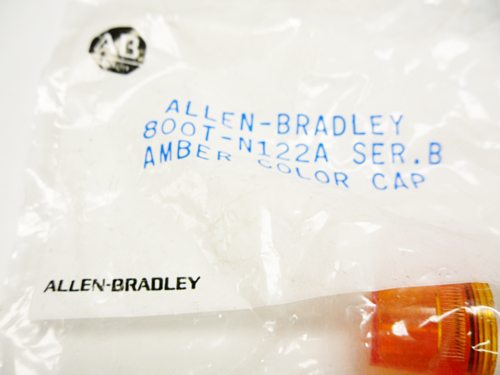 AB
ALLEN-BRADLEY
800T-N122A SER.B
AMBER COLOR CAP
ALLEN-BRADLEY